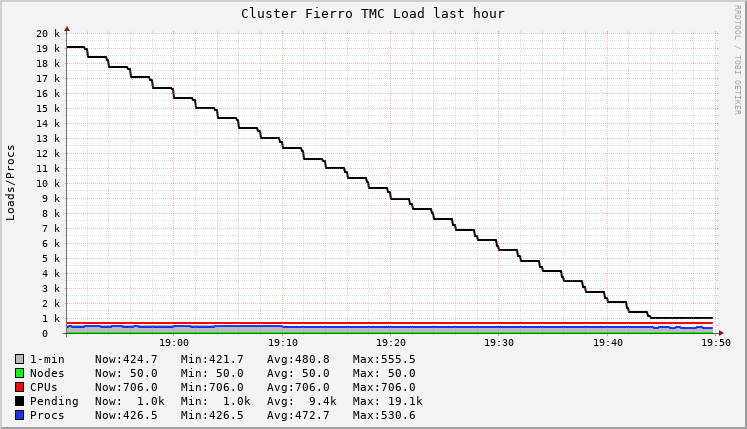 Cluster Fierro TMC Load last hour
RRDTOOL / TOBI OETIKER
Loads/Procs
20 k
19 k
18 k
17 k
16 k
15 k
14 k
13 k
12 k
11 k
10 k
9 k
8 k
7 k
6 k
5 k
4 k
3 k
2 k
1 k
0
19:00 19:10 19:20 19:30 19:40 19:50
1-min Now:424.7 Min:421.7 Avg:480.8 Max:555.5
Nodes Now: 50.0 Min: 50.0 Avg: 50.0 Max: 50.0
CPUs Now:706.0 Min:706.0 Avg:706.0 Max:706.0
Pending Now: 1.0k Min: 1.0k Avg: 9.4k Max: 19.1k
Procs Now:426.5 Min:426.5 Avg:472.7 Max:530.6